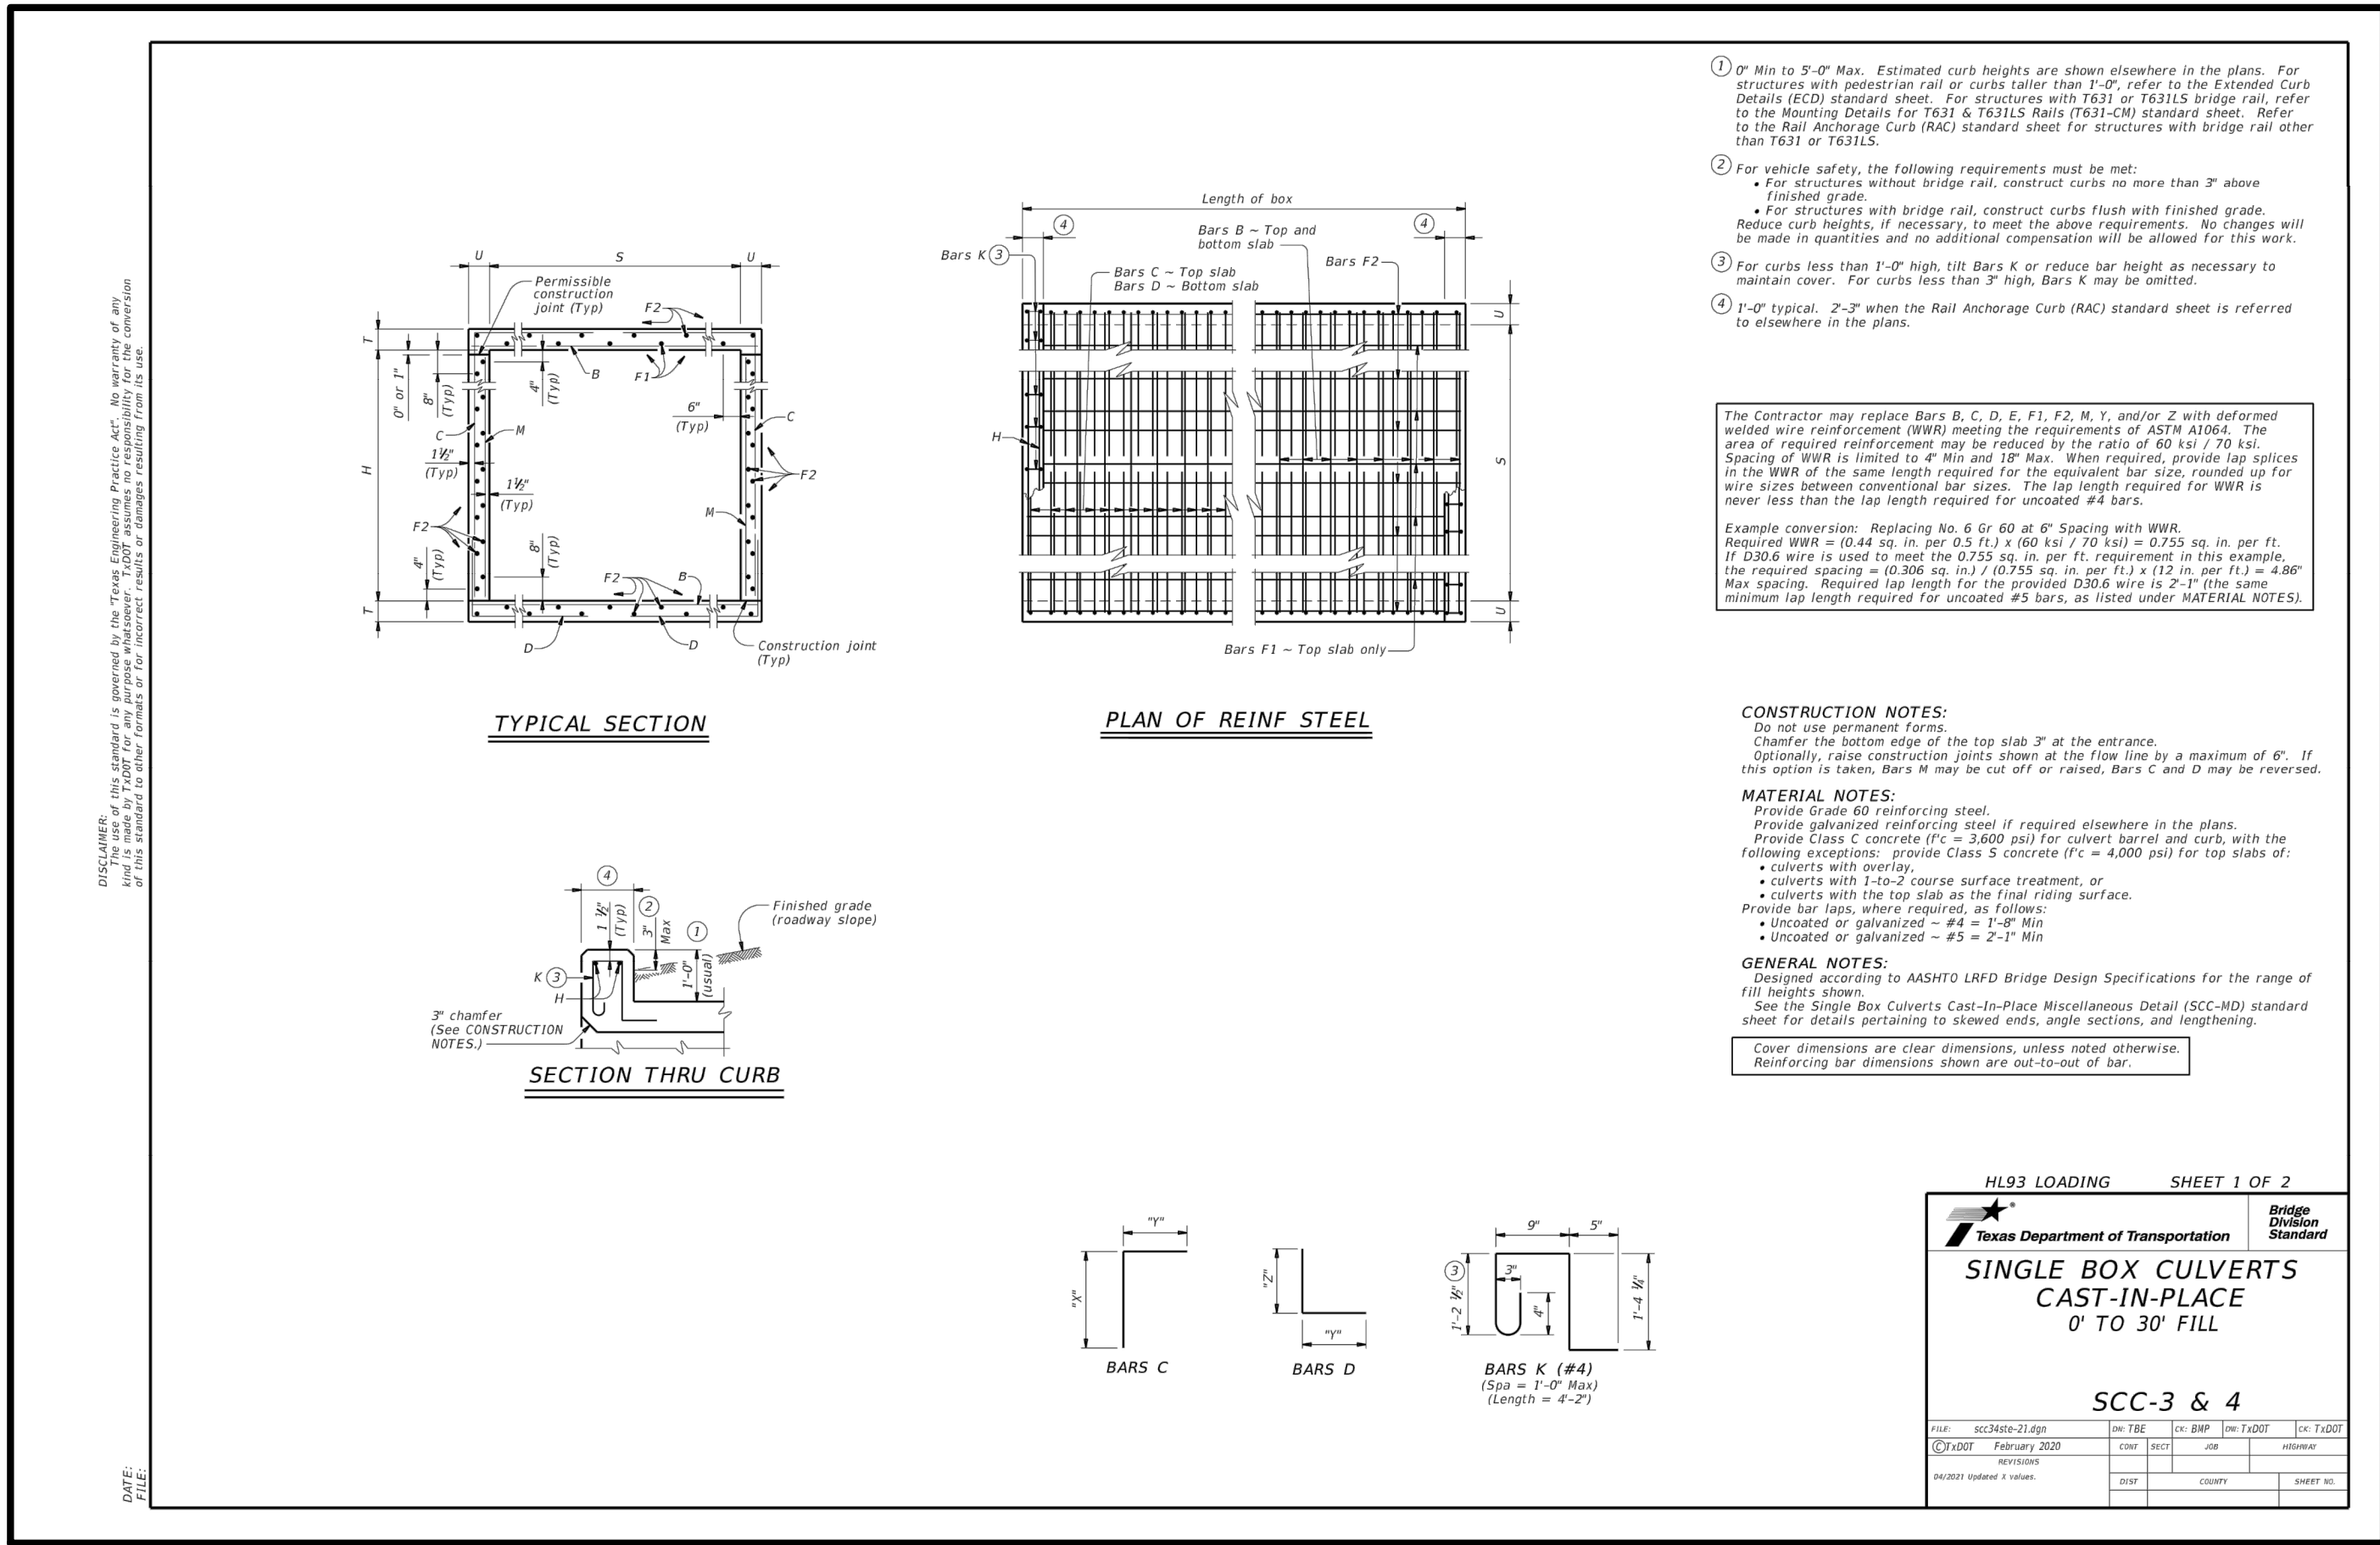 DISCLAIMER:
The use of this standard is governed by the "Texas Engineering Practice Act". No warranty of any
kind is made by TxDOT for any purpose whatsoever. TxDOT assumes no responsibility for the conversion
of this standard to other formats or for incorrect results or damages resulting from its use.
DATE:
FILE:
U
S
U
Permissible
construction
joint (Typ)
F2
T
0" or 1"
8"
(Typ)
4"
(Typ)
B
F1
6"
(Typ)
C
C
M
1½"
(Typ)
H
1½"
(Typ)
F2
M
F2
4"
(Typ)
8"
(Typ)
F2
B
T
D
D
Construction joint
(Typ)
TYPICAL SECTION
Length of box
4
4
Bars K 3
Bars B ~ Top and
bottom slab
Bars F2
Bars C ~ Top slab
Bars D ~ Bottom slab
U
H
S
U
Bars F1 ~ Top slab only
PLAN OF REINF STEEL
4
1 ½"
(Typ)
2
3"
Max
1
Finished grade
(roadway slope)
K 3
H
1'-0"
(usual)
3" chamfer
(See CONSTRUCTION
NOTES.)
SECTION THRU CURB
"Y"
"X"
BARS C
"Z"
"Y"
BARS D
9"
5"
3
1'-2 ½"
3"
4"
1'-4 ¼"
BARS K (#4)
(Spa = 1'-0" Max)
(Length = 4'-2")
1 0" Min to 5'-0" Max. Estimated curb heights are shown elsewhere in the plans. For
structures with pedestrian rail or curbs taller than 1'-0", refer to the Extended Curb
Details (ECD) standard sheet. For structures with T631 or T631LS bridge rail, refer
to the Mounting Details for T631 & T631LS Rails (T631-CM) standard sheet. Refer
to the Rail Anchorage Curb (RAC) standard sheet for structures with bridge rail other
than T631 or T631LS.
2 For vehicle safety, the following requirements must be met:
• For structures without bridge rail, construct curbs no more than 3" above
finished grade.
• For structures with bridge rail, construct curbs flush with finished grade.
Reduce curb heights, if necessary, to meet the above requirements. No changes will
be made in quantities and no additional compensation will be allowed for this work.
3 For curbs less than 1'-0" high, tilt Bars K or reduce bar height as necessary to
maintain cover. For curbs less than 3" high, Bars K may be omitted.
4 1'-0" typical. 2'-3" when the Rail Anchorage Curb (RAC) standard sheet is referred
to elsewhere in the plans.
The Contractor may replace Bars B, C, D, E, F1, F2, M, Y, and/or Z with deformed
welded wire reinforcement (WWR) meeting the requirements of ASTM A1064. The
area of required reinforcement may be reduced by the ratio of 60 ksi / 70 ksi.
Spacing of WWR is limited to 4" Min and 18" Max. When required, provide lap splices
in the WWR of the same length required for the equivalent bar size, rounded up for
wire sizes between conventional bar sizes. The lap length required for WWR is
never less than the lap length required for uncoated #4 bars.
Example conversion: Replacing No. 6 Gr 60 at 6" Spacing with WWR.
Required WWR = (0.44 sq. in. per 0.5 ft.) x (60 ksi / 70 ksi) = 0.755 sq. in. per ft.
If D30.6 wire is used to meet the 0.755 sq. in. per ft. requirement in this example,
the required spacing = (0.306 sq. in.) / (0.755 sq. in. per ft.) x (12 in. per ft.) = 4.86"
Max spacing. Required lap length for the provided D30.6 wire is 2'-1" (the same
minimum lap length required for uncoated #5 bars, as listed under MATERIAL NOTES).
CONSTRUCTION NOTES:
Do not use permanent forms.
Chamfer the bottom edge of the top slab 3" at the entrance.
Optionally, raise construction joints shown at the flow line by a maximum of 6". If
this option is taken, Bars M may be cut off or raised, Bars C and D may be reversed.
MATERIAL NOTES:
Provide Grade 60 reinforcing steel.
Provide galvanized reinforcing steel if required elsewhere in the plans.
Provide Class C concrete (f'c = 3,600 psi) for culvert barrel and curb, with the
following exceptions: provide Class S concrete (f'c = 4,000 psi) for top slabs of:
• culverts with overlay,
• culverts with 1-to-2 course surface treatment, or
• culverts with the top slab as the final riding surface.
Provide bar laps, where required, as follows:
• Uncoated or galvanized ~ #4 = 1'-8" Min
• Uncoated or galvanized ~ #5 = 2'-1" Min
GENERAL NOTES:
Designed according to AASHTO LRFD Bridge Design Specifications for the range of
fill heights shown.
See the Single Box Culverts Cast-In-Place Miscellaneous Detail (SCC-MD) standard
sheet for details pertaining to skewed ends, angle sections, and lengthening.
Cover dimensions are clear dimensions, unless noted otherwise.
Reinforcing bar dimensions shown are out-to-out of bar.
HL93 LOADING SHEET 1 OF 2
®
Texas Department of Transportation
Bridge
Division
Standard
SINGLE BOX CULVERTS
CAST-IN-PLACE
0' TO 30' FILL
SCC-3 & 4
FILE: scc34ste-21.dgn DN: TBE CK: BMP DW: TxDOT CK: TxDOT
©TxDOT February 2020 CONT SECT JOB HIGHWAY
REVISIONS
04/2021 Updated X values.
DIST COUNTY SHEET NO.